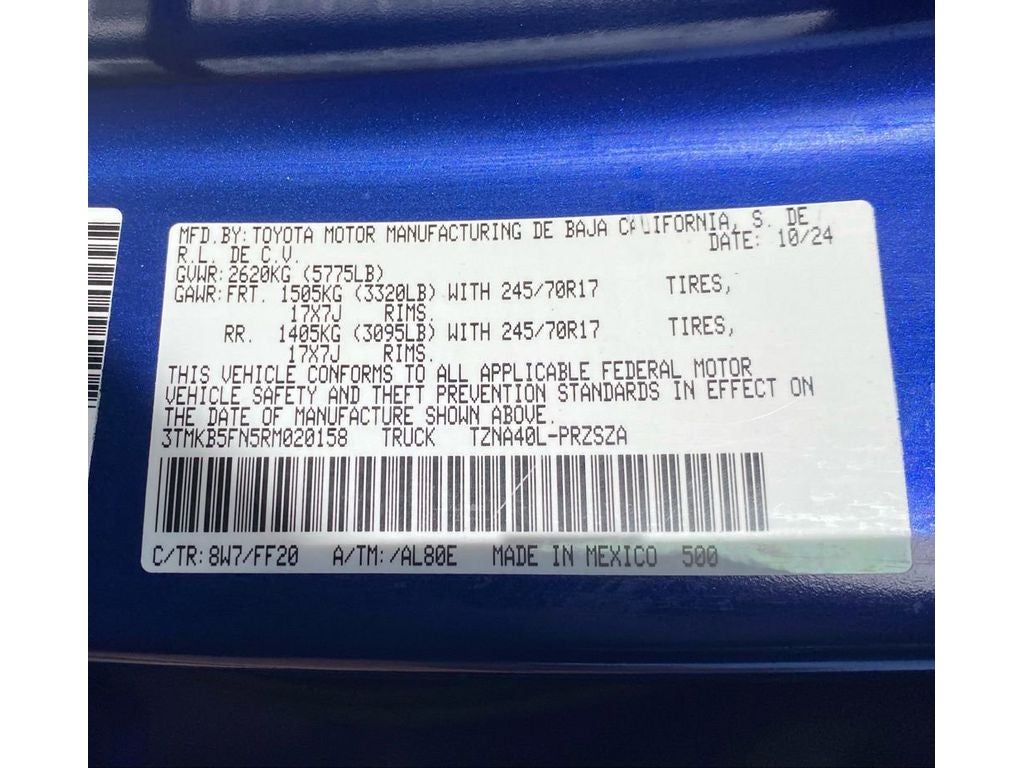 MFD. BY: TOYOTA MOTOR MANUFACTURING DE BAJA CALIFORNIA, S. DE
R.L. DE C.V. DATE: 10/24
GVWR: 2620KG (5775LB)
GAWR: FRT. 1505KG (3320LB) WITH 245/70R17 TIRES,
17X7J RIMS.
RR. 1405KG (3095LB) WITH 245/70R17 TIRES,
17X7J RIMS.
THIS VEHICLE CONFORMS TO ALL APPLICABLE FEDERAL MOTOR
VEHICLE SAFETY AND THEFT PREVENTION STANDARDS IN EFFECT ON
THE DATE OF MANUFACTURE SHOWN ABOVE.
3TMKB5FN5RM020158 TRUCK TZNA40L-PRZSZA
C/TR: 8W7/FF20 A/TM: /AL80E MADE IN MEXICO 500